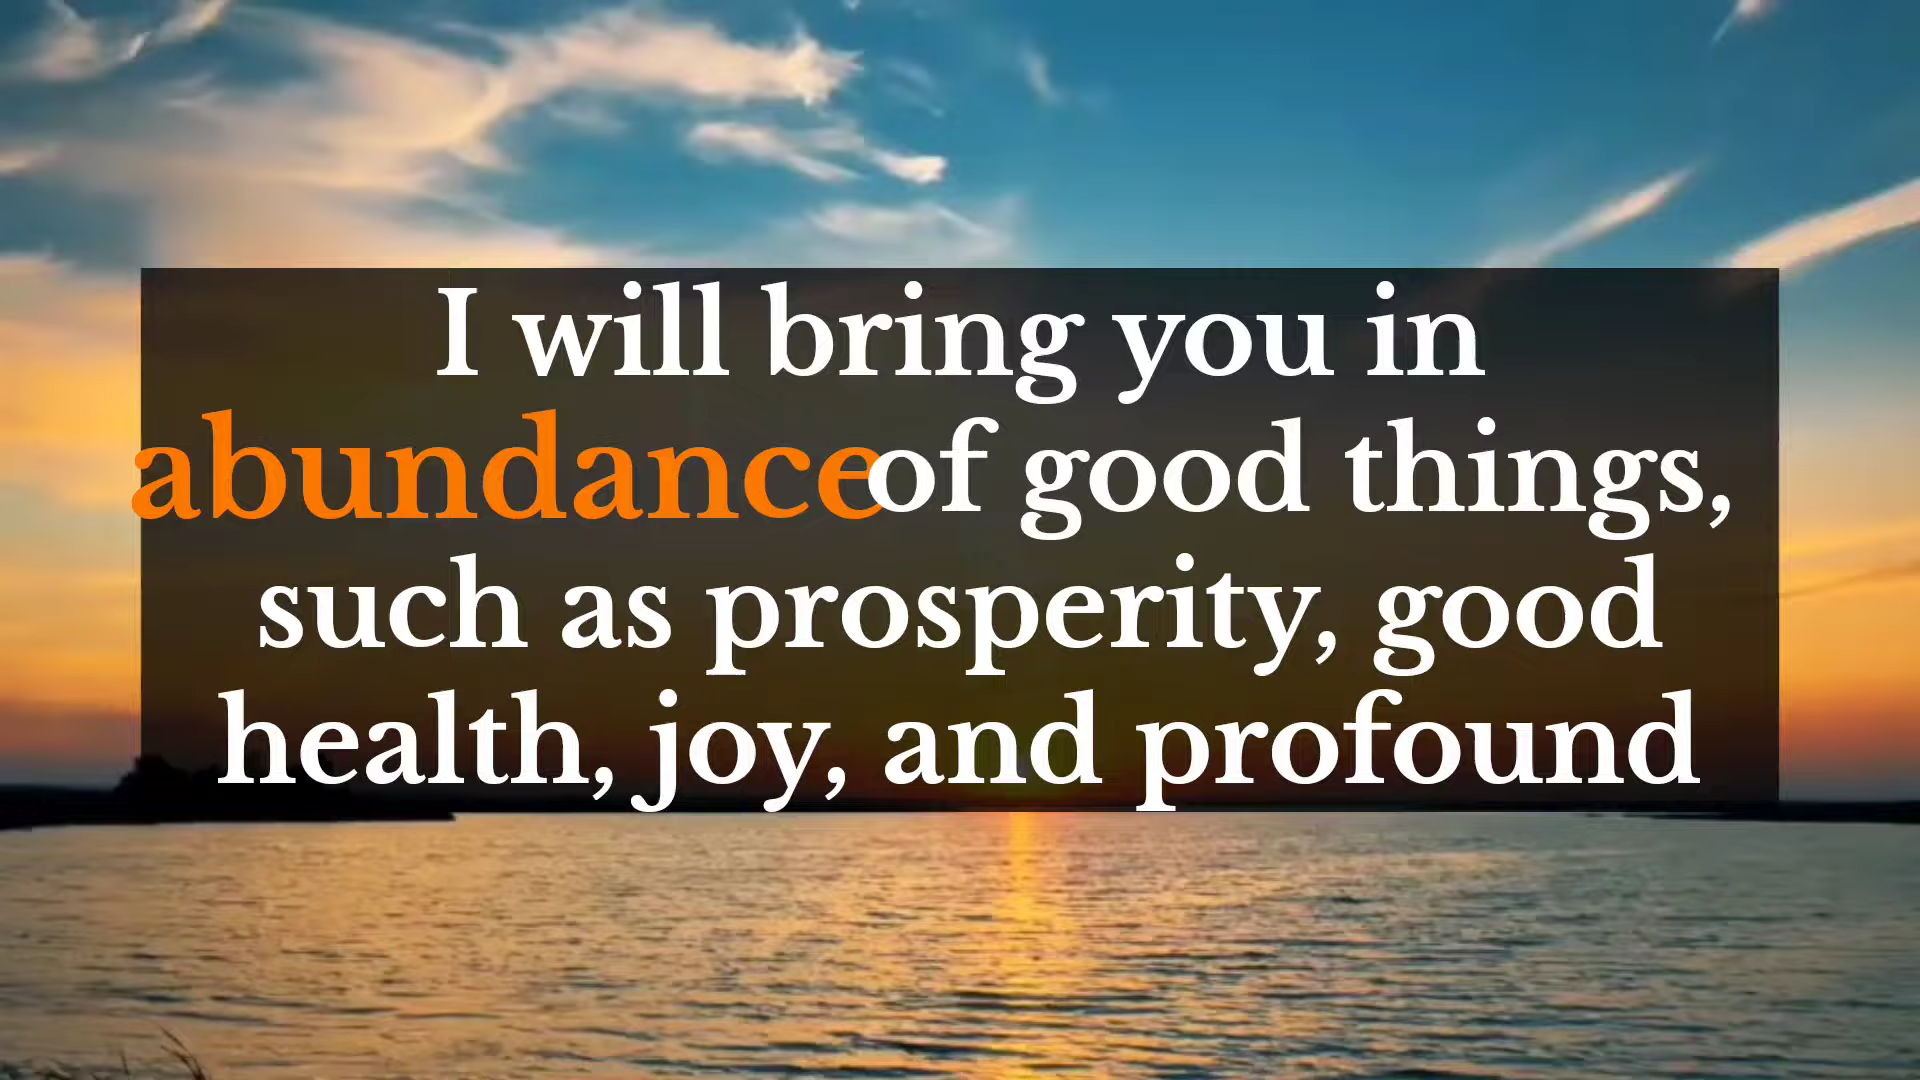 I will bring you in
abundance of good things,
such as prosperity, good
health, joy, and profound